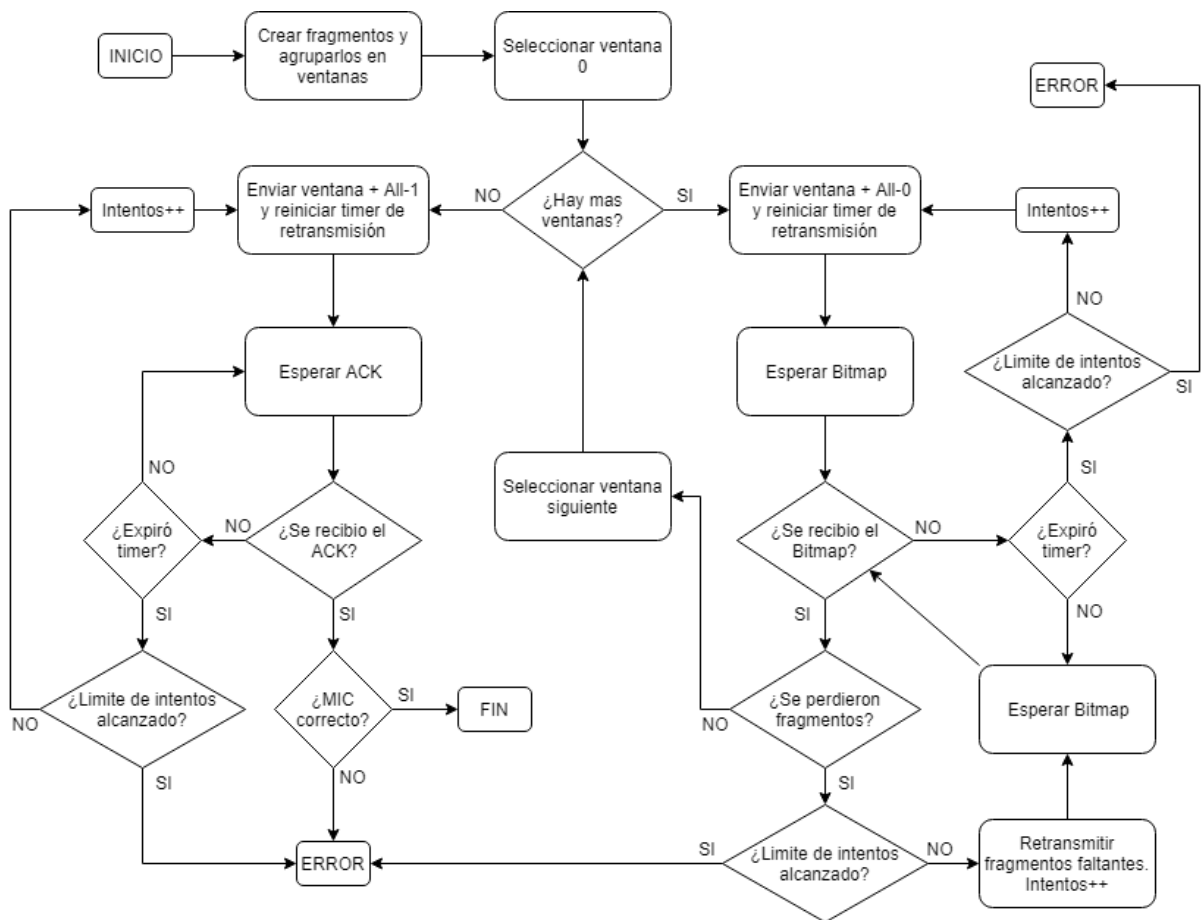 INICIO
Crear fragmentos y
agruparlos en
ventanas
Seleccionar ventana
0
ERROR
Intentos++
Enviar ventana + All-1
y reiniciar timer de
retransmisión
NO
¿Hay mas
ventanas?
SI
Enviar ventana + All-0
y reiniciar timer de
retransmisión
Intentos++
NO
Esperar ACK
Esperar Bitmap
¿Limite de intentos
alcanzado?
SI
NO
SI
Seleccionar ventana
siguiente
¿Expiró
timer?
NO
¿Se recibio el
ACK?
¿Se recibio el
Bitmap?
NO
¿Expiró
timer?
SI
SI
SI
NO
¿Limite de intentos
alcanzado?
NO
¿MIC
correcto?
SI
FIN
¿Se perdieron
fragmentos?
NO
Esperar Bitmap
SI
NO
SI
ERROR
SI
¿Limite de intentos
alcanzado?
NO
Retransmitir
fragmentos faltantes.
Intentos++